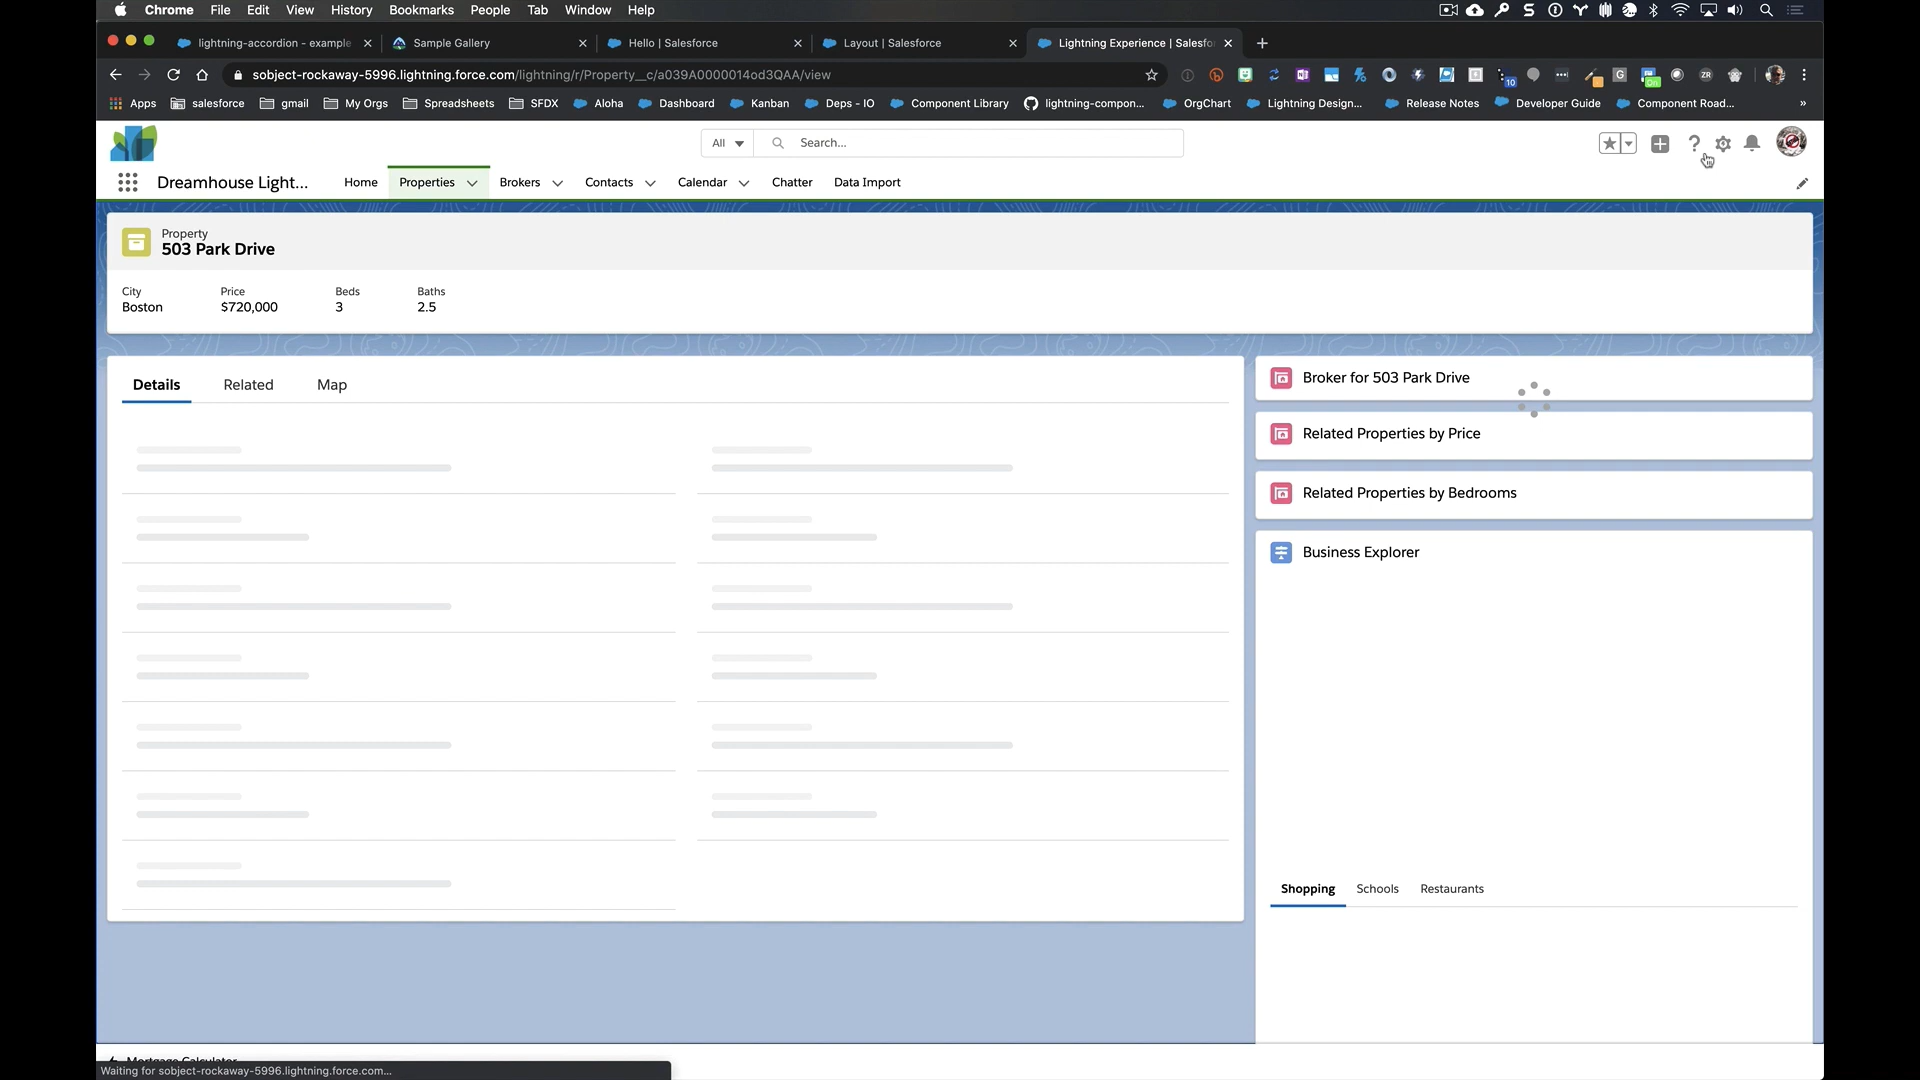 Chrome File Edit View History Bookmarks People Tab Window Help
lightning-accordion - example Sample Gallery Hello | Salesforce Layout | Salesforce Lightning Experience | Salesfo
sobject-rockaway-5996.lightning.force.com/lightning/r/Property__c/a039A0000014od3QAA/view
Apps salesforce gmail My Orgs Spreadsheets SFDX Aloha Dashboard Kanban Deps - IO Component Library lightning-compon... OrgChart Lightning Design... Release Notes Developer Guide Component Road... »
All Search...
Dreamhouse Light... Home Properties Brokers Contacts Calendar Chatter Data Import
Property
503 Park Drive
City Price Beds Baths
Boston $720,000 3 2.5
Details Related Map
Broker for 503 Park Drive
Related Properties by Price
Related Properties by Bedrooms
Business Explorer
Shopping Schools Restaurants
Mortgage Calculator
Waiting for sobject-rockaway-5996.lightning.force.com...